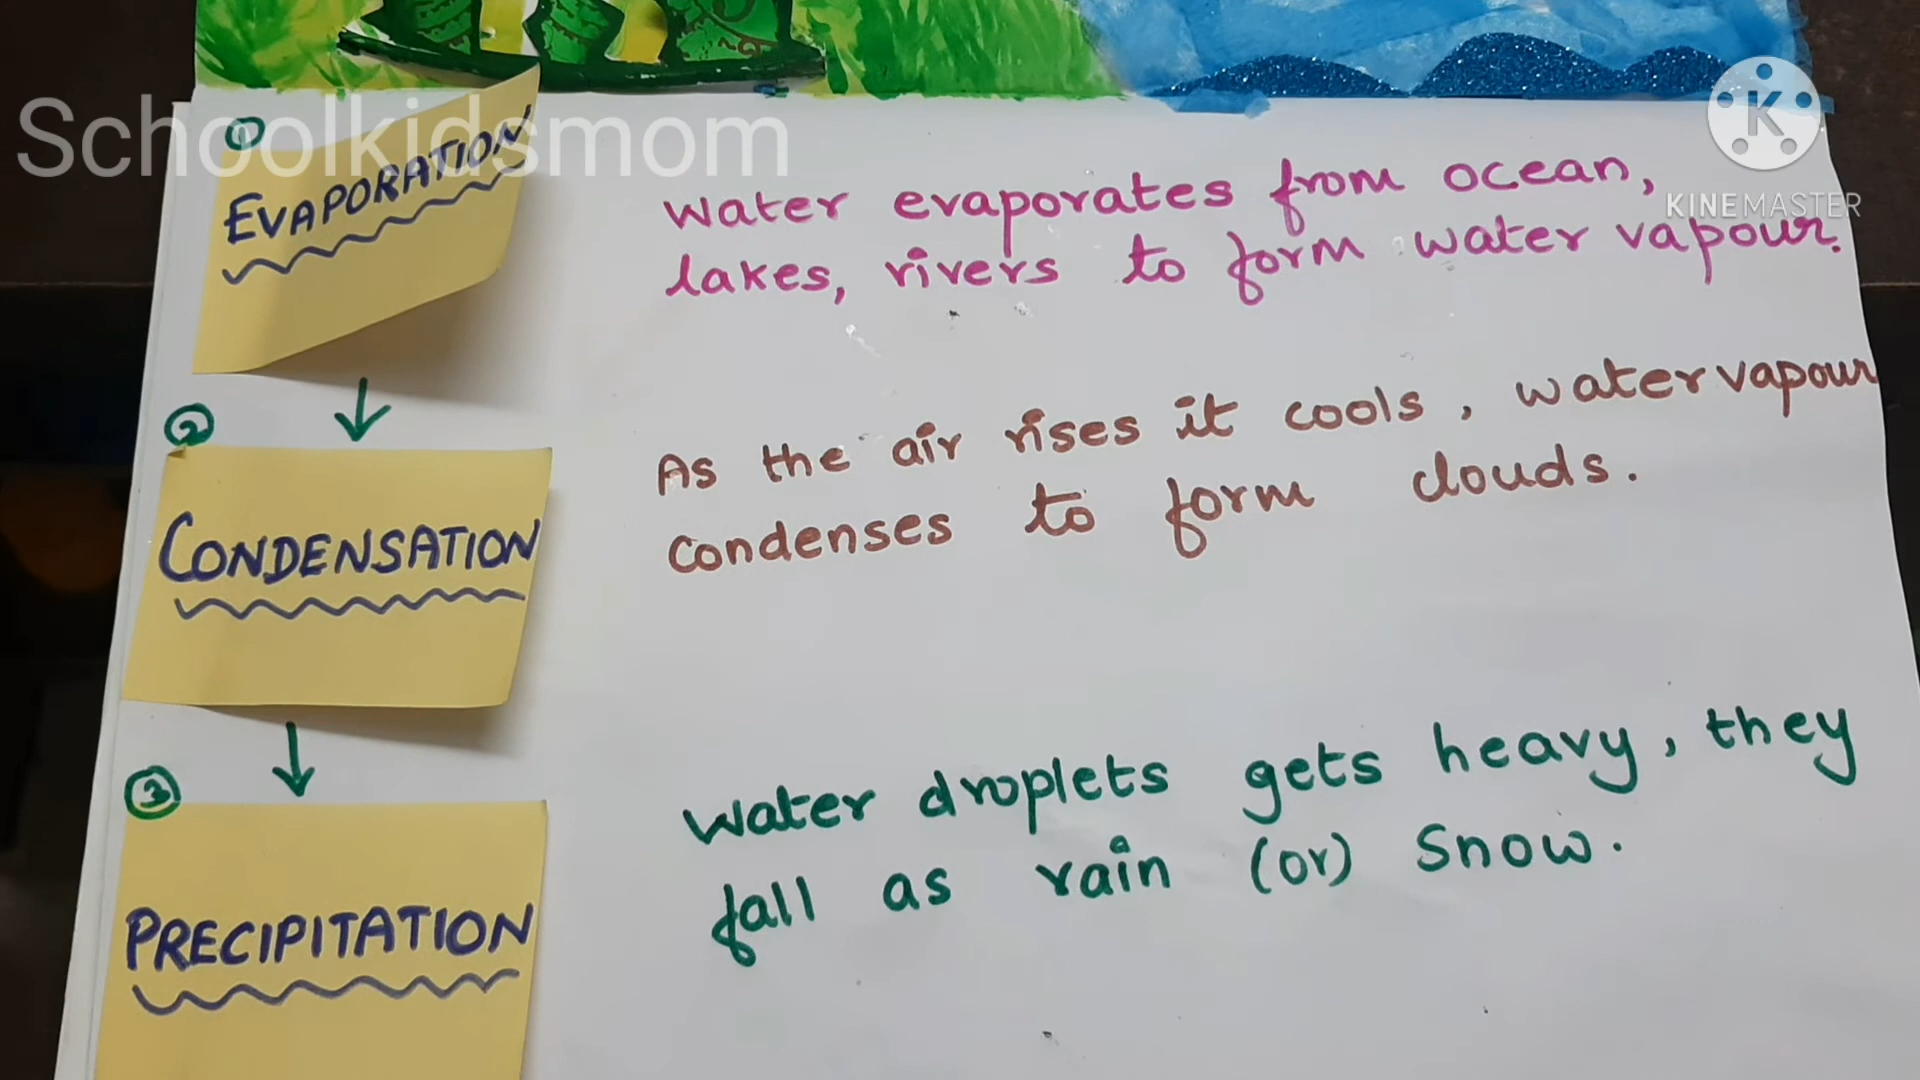 Schoolkidsmom
K
KINEMASTER
1
EVAPORATION
Water evaporates from ocean,
lakes, rivers to form water vapour.
2
CONDENSATION
As the air rises it cools, water vapour
condenses to form clouds.
3
PRECIPITATION
Water droplets gets heavy, they
fall as rain (or) snow.